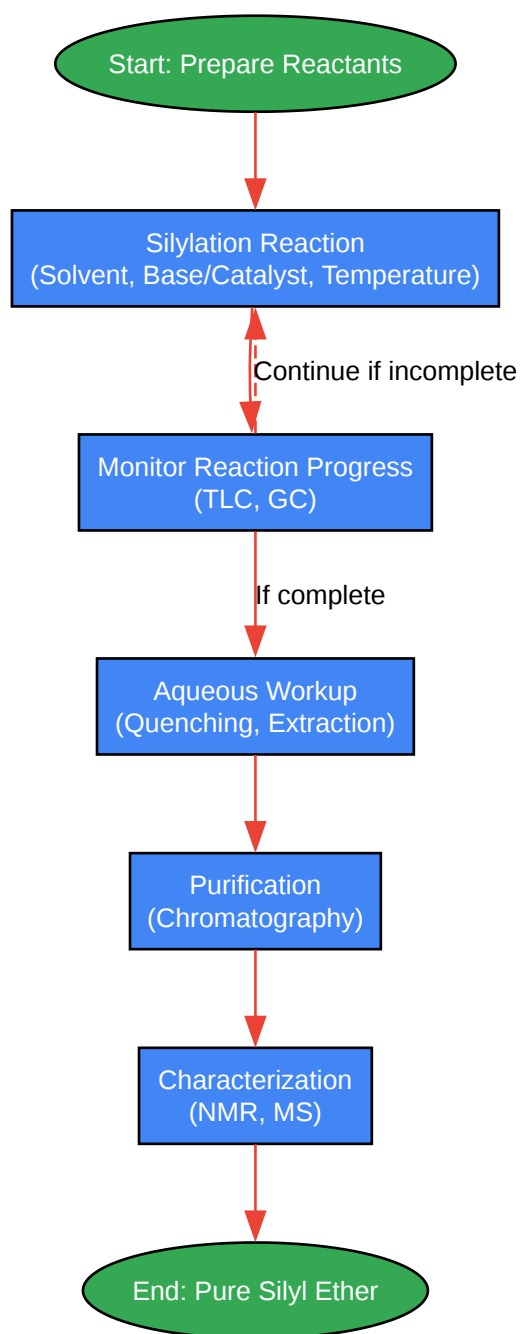 Start: Prepare Reactants
Silylation Reaction
(Solvent, Base/Catalyst, Temperature)
Continue if incomplete
Monitor Reaction Progress
(TLC, GC)
If complete
Aqueous Workup
(Quenching, Extraction)
Purification
(Chromatography)
Characterization
(NMR, MS)
End: Pure Silyl Ether